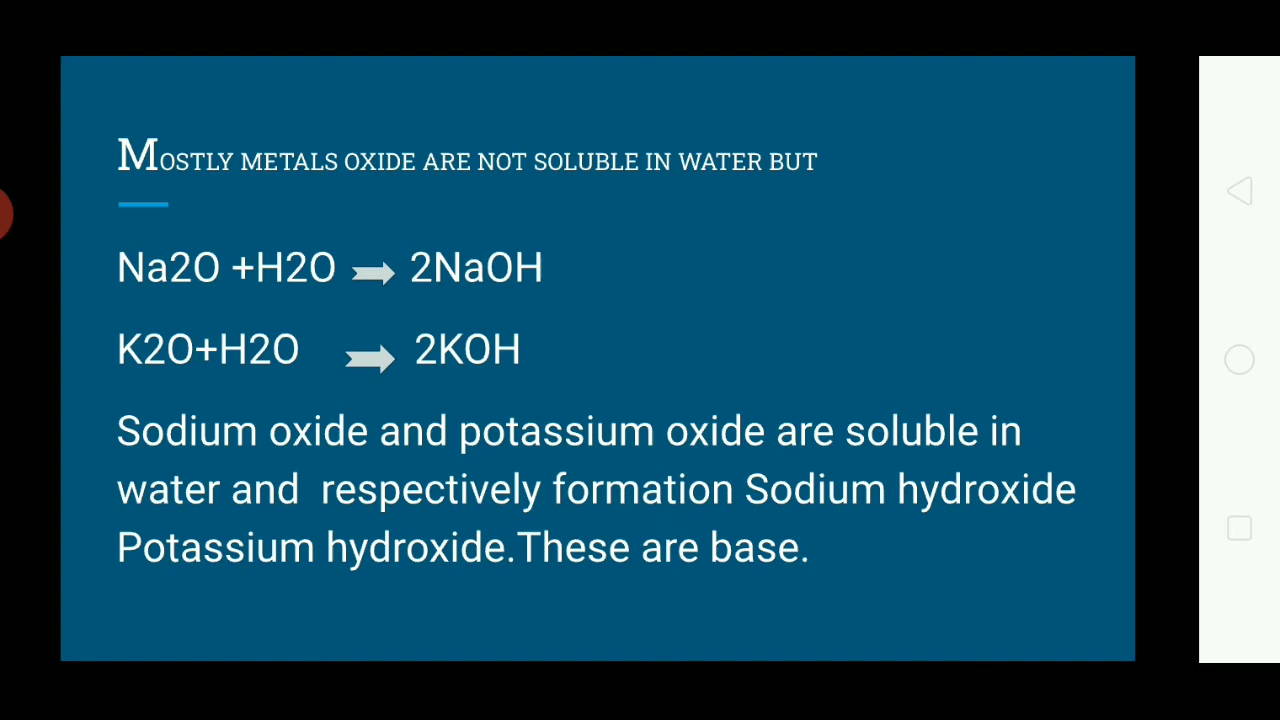 MOSTLY METALS OXIDE ARE NOT SOLUBLE IN WATER BUT
Na2O +H2O ➡ 2NaOH
K2O+H2O ➡ 2KOH
Sodium oxide and potassium oxide are soluble in
water and respectively formation Sodium hydroxide
Potassium hydroxide.These are base.